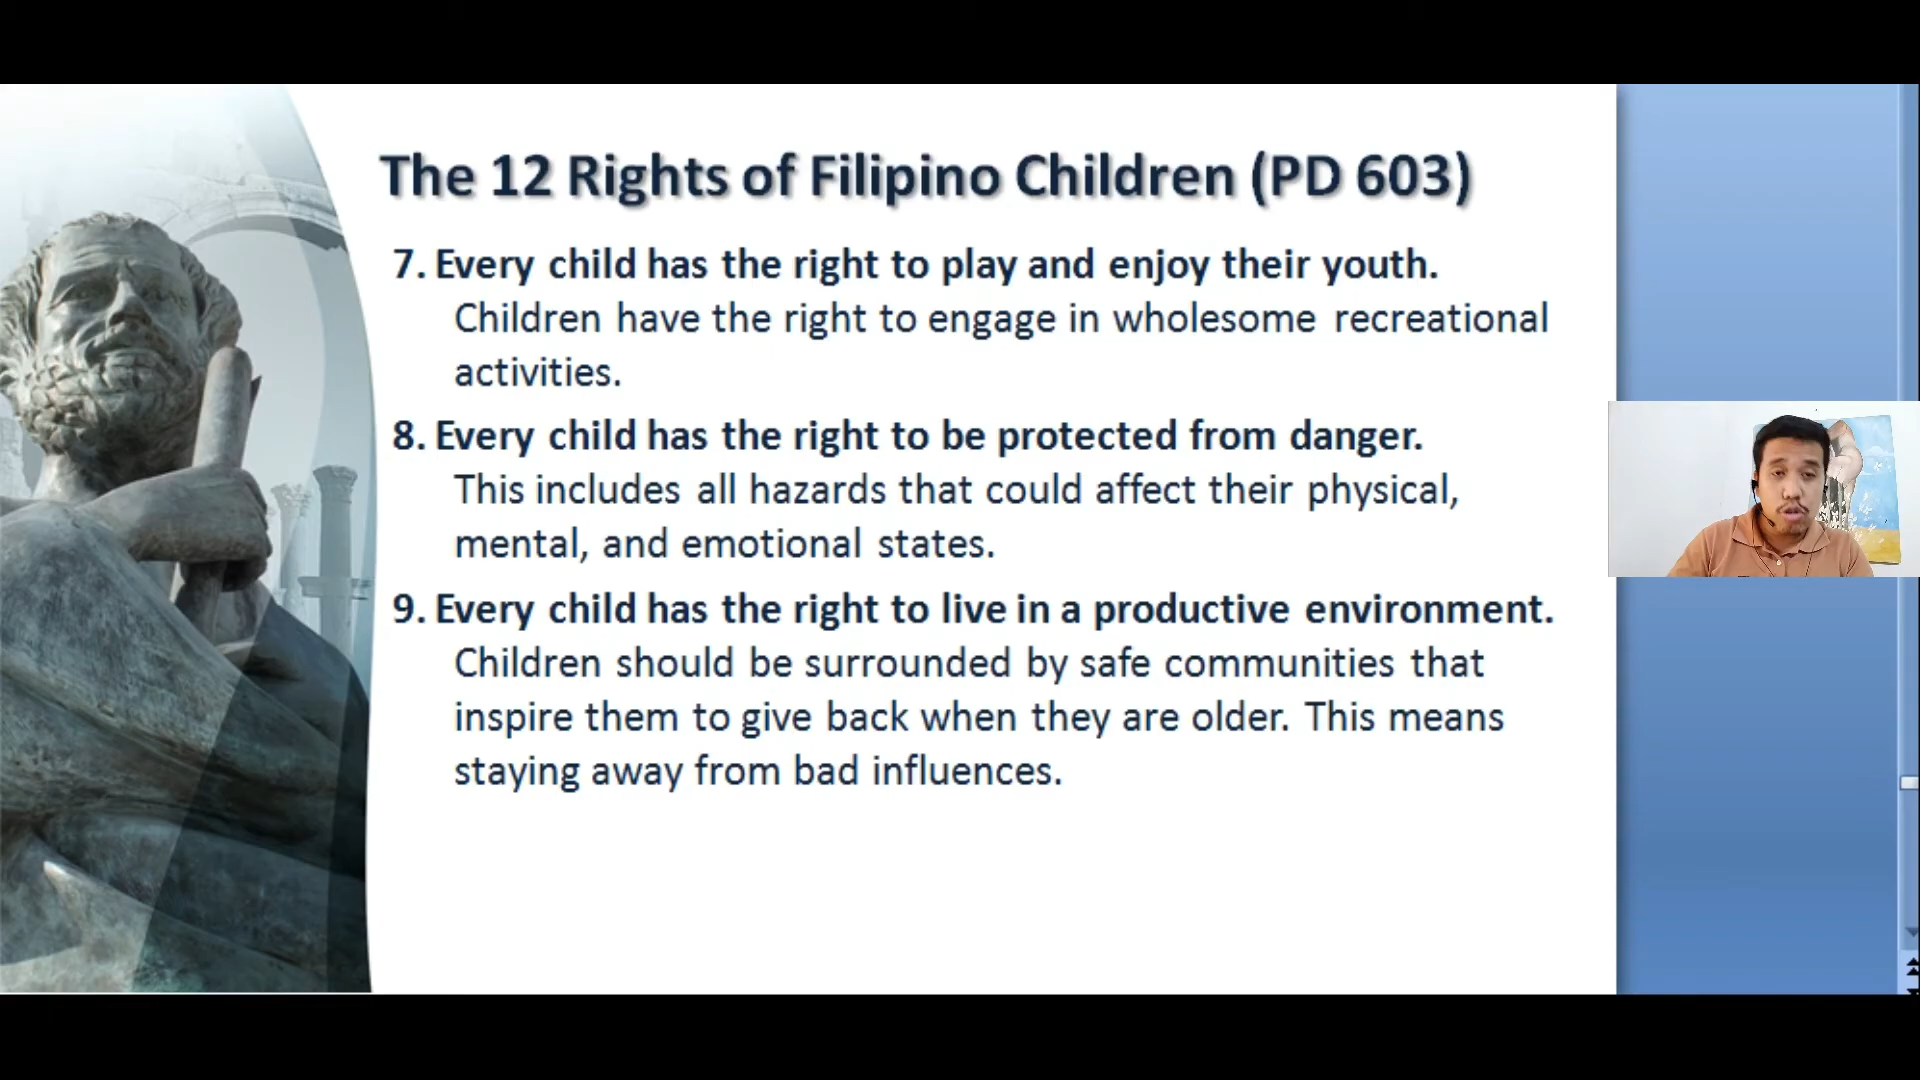 The 12 Rights of Filipino Children (PD 603)
7. Every child has the right to play and enjoy their youth.
Children have the right to engage in wholesome recreational
activities.
8. Every child has the right to be protected from danger.
This includes all hazards that could affect their physical,
mental, and emotional states.
9. Every child has the right to live in a productive environment.
Children should be surrounded by safe communities that
inspire them to give back when they are older. This means
staying away from bad influences.